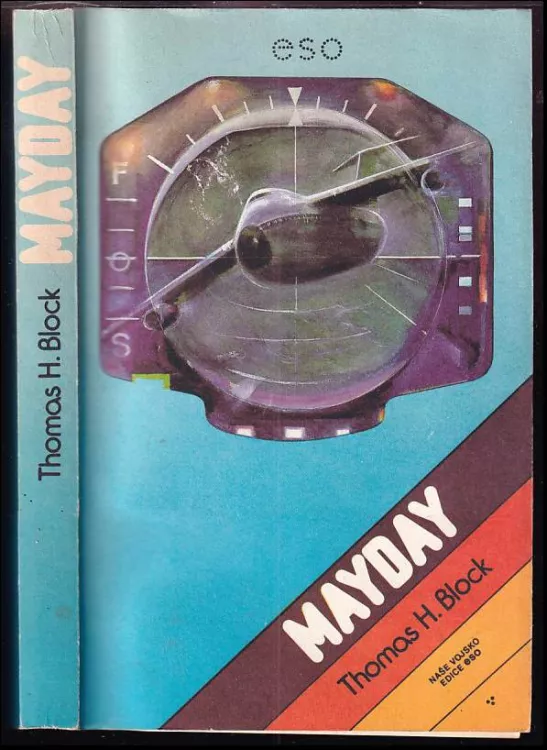 MAYDAY
Thomas H. Block
eso
F
S
MAYDAY
Thomas H. Block
NAŠE VOJSKO
EDICE eso